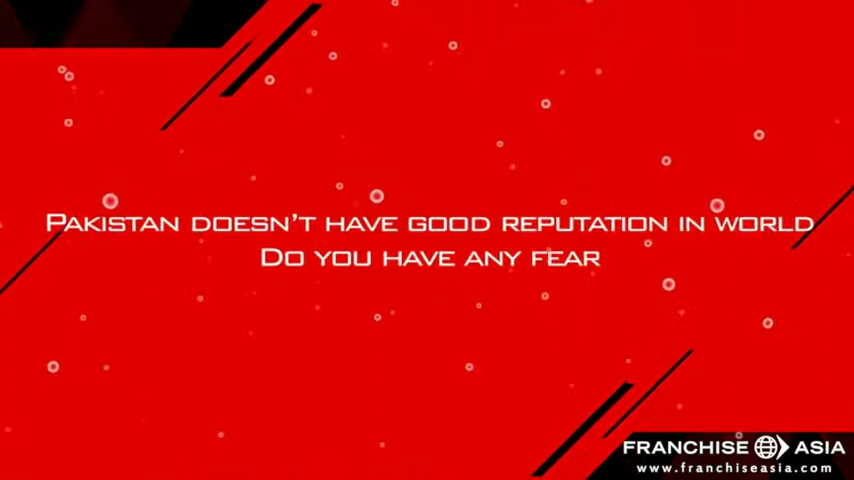 Pakistan doesn't have good reputation in world
Do you have any fear
FRANCHISE ASIA
www.franchiseasia.com